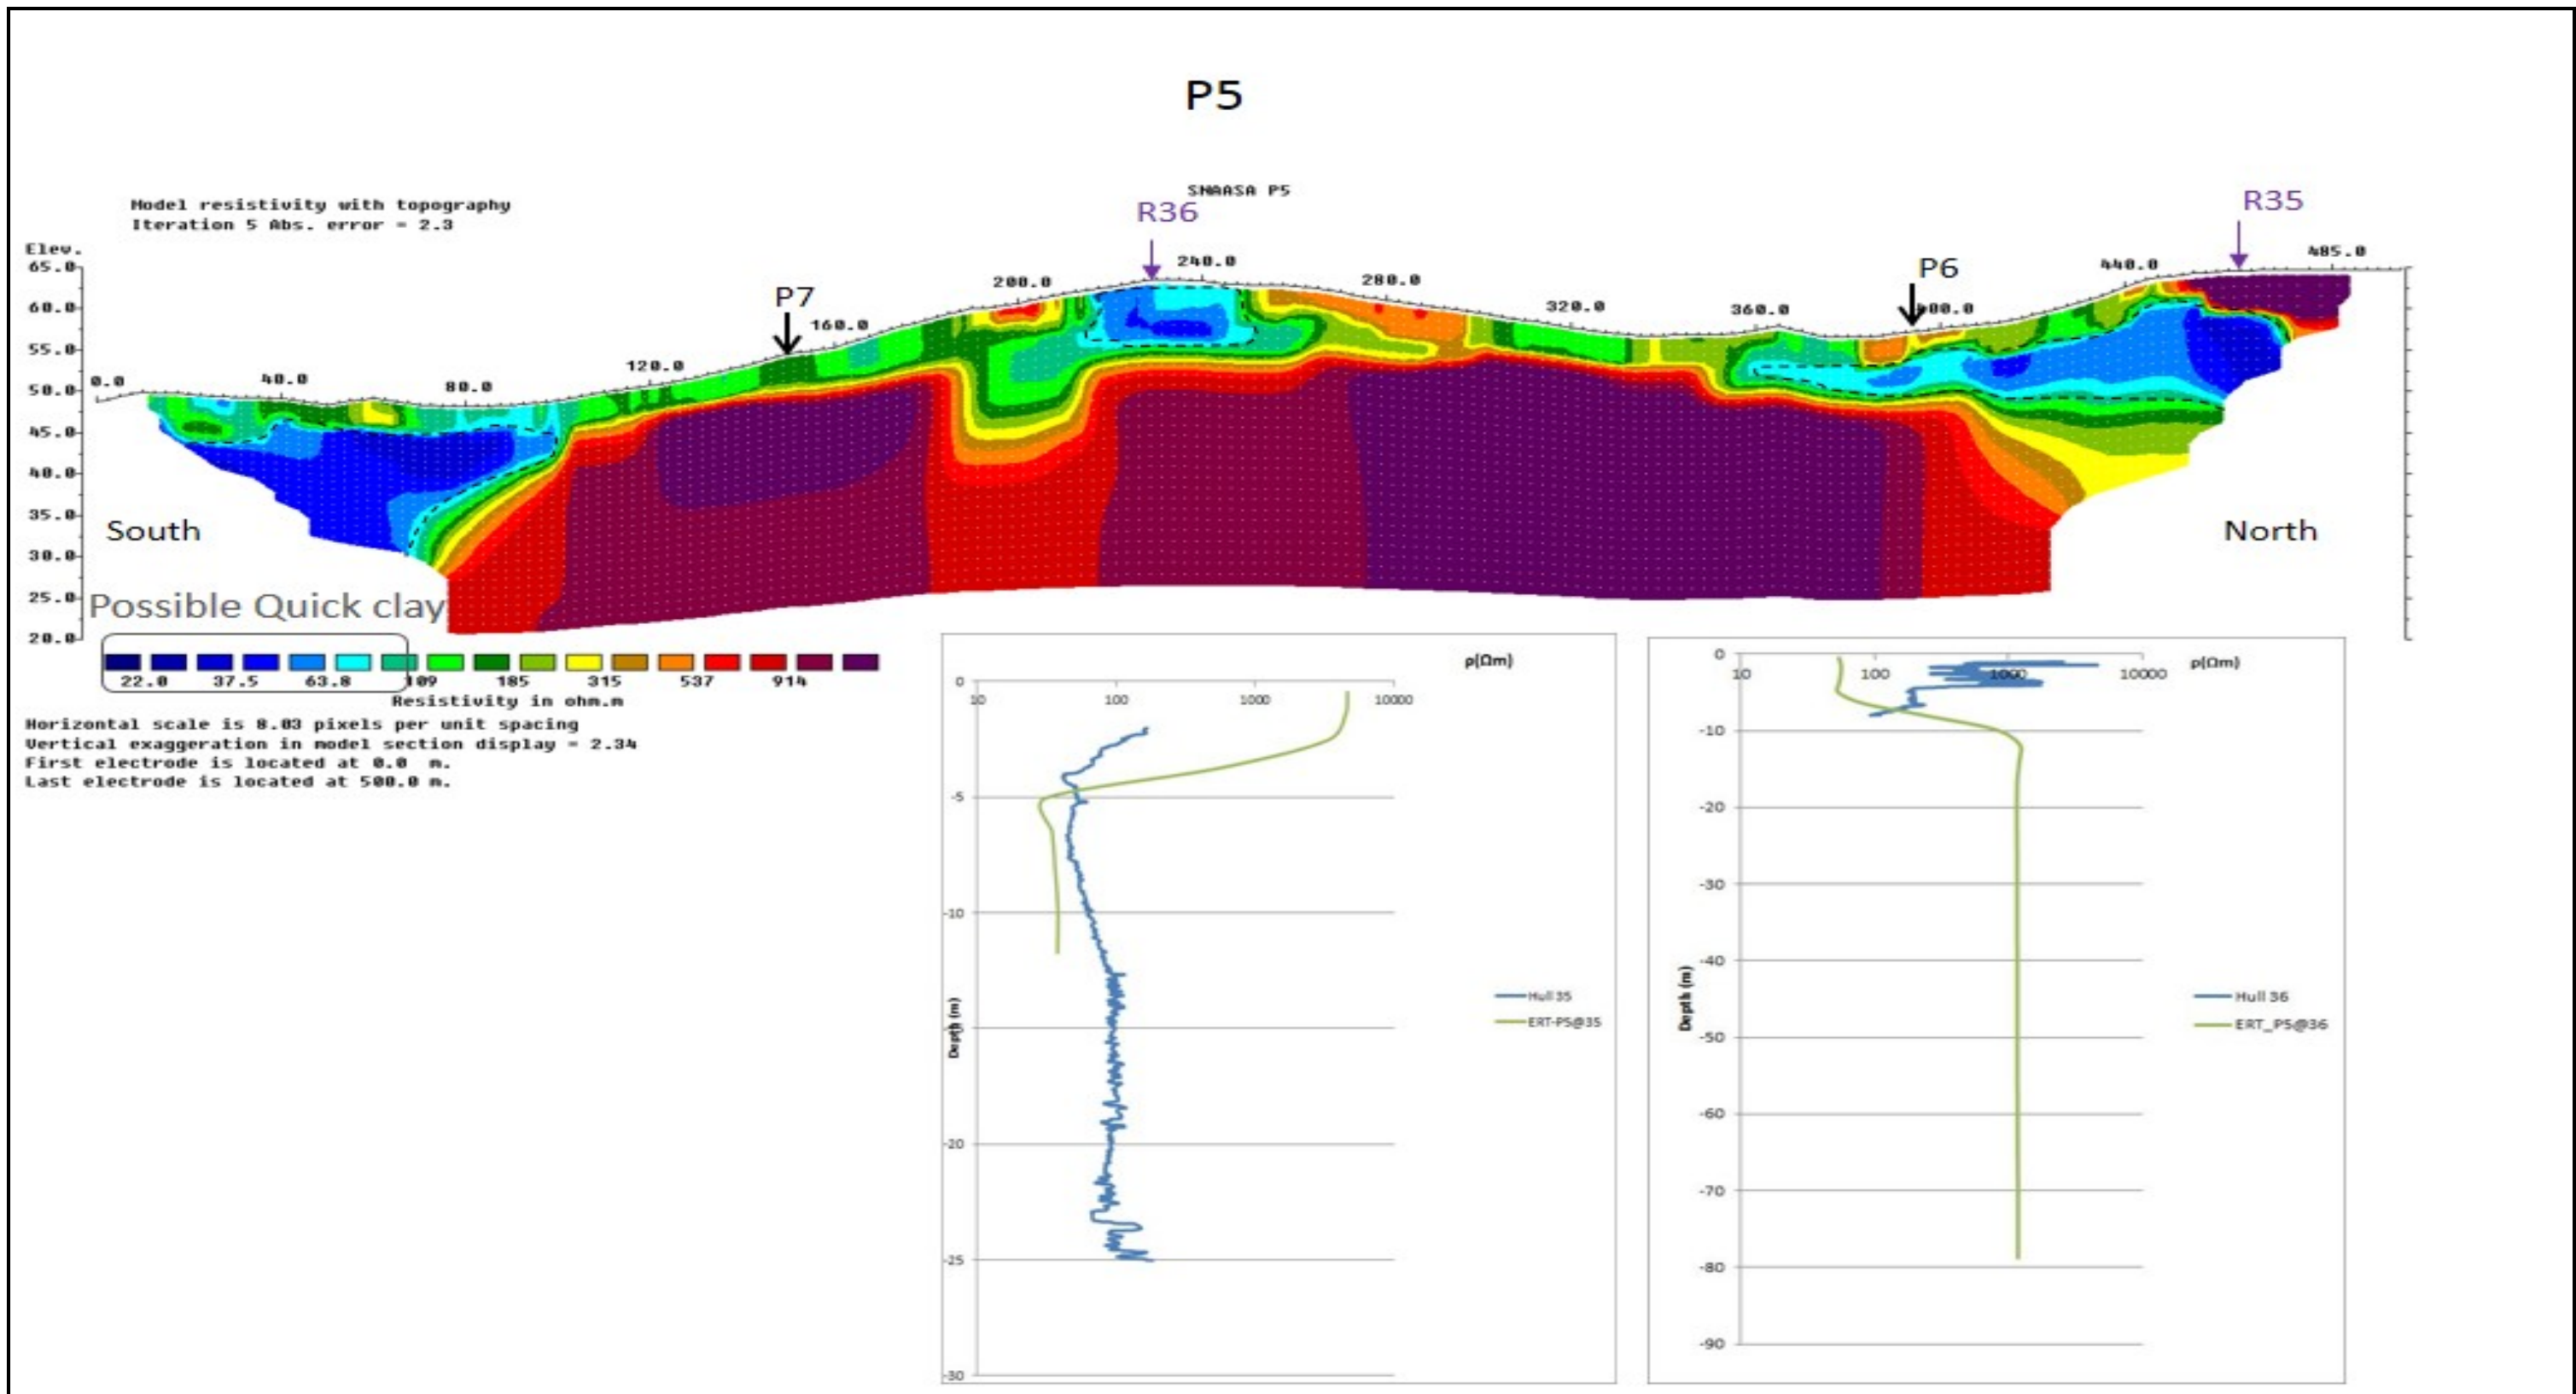 P5
SNAASA P5
Model resistivity with topography
Iteration 5 Abs. error = 2.3
R36
R35
Elev.
65.0
60.0
55.0
50.0
45.0
40.0
35.0
30.0
25.0
20.0
0.0
40.0
80.0
120.0
P7
160.0
200.0
240.0
280.0
320.0
360.0
P6
400.0
440.0
485.0
South
North
Possible Quick clay
22.0 37.5 63.8 109 185 315 537 914
Resistivity in ohm.m
Horizontal scale is 8.03 pixels per unit spacing
Vertical exaggeration in model section display = 2.34
First electrode is located at 0.0 m.
Last electrode is located at 500.0 m.
ρ(Ωm)
0
10 100 1000 10000
-5
-10
-15
-20
-25
-30
Depth (m)
Hull 35
ERT-P5@35
ρ(Ωm)
0
10 100 1000 10000
-10
-20
-30
-40
-50
-60
-70
-80
-90
Depth (m)
Hull 36
ERT_P5@36